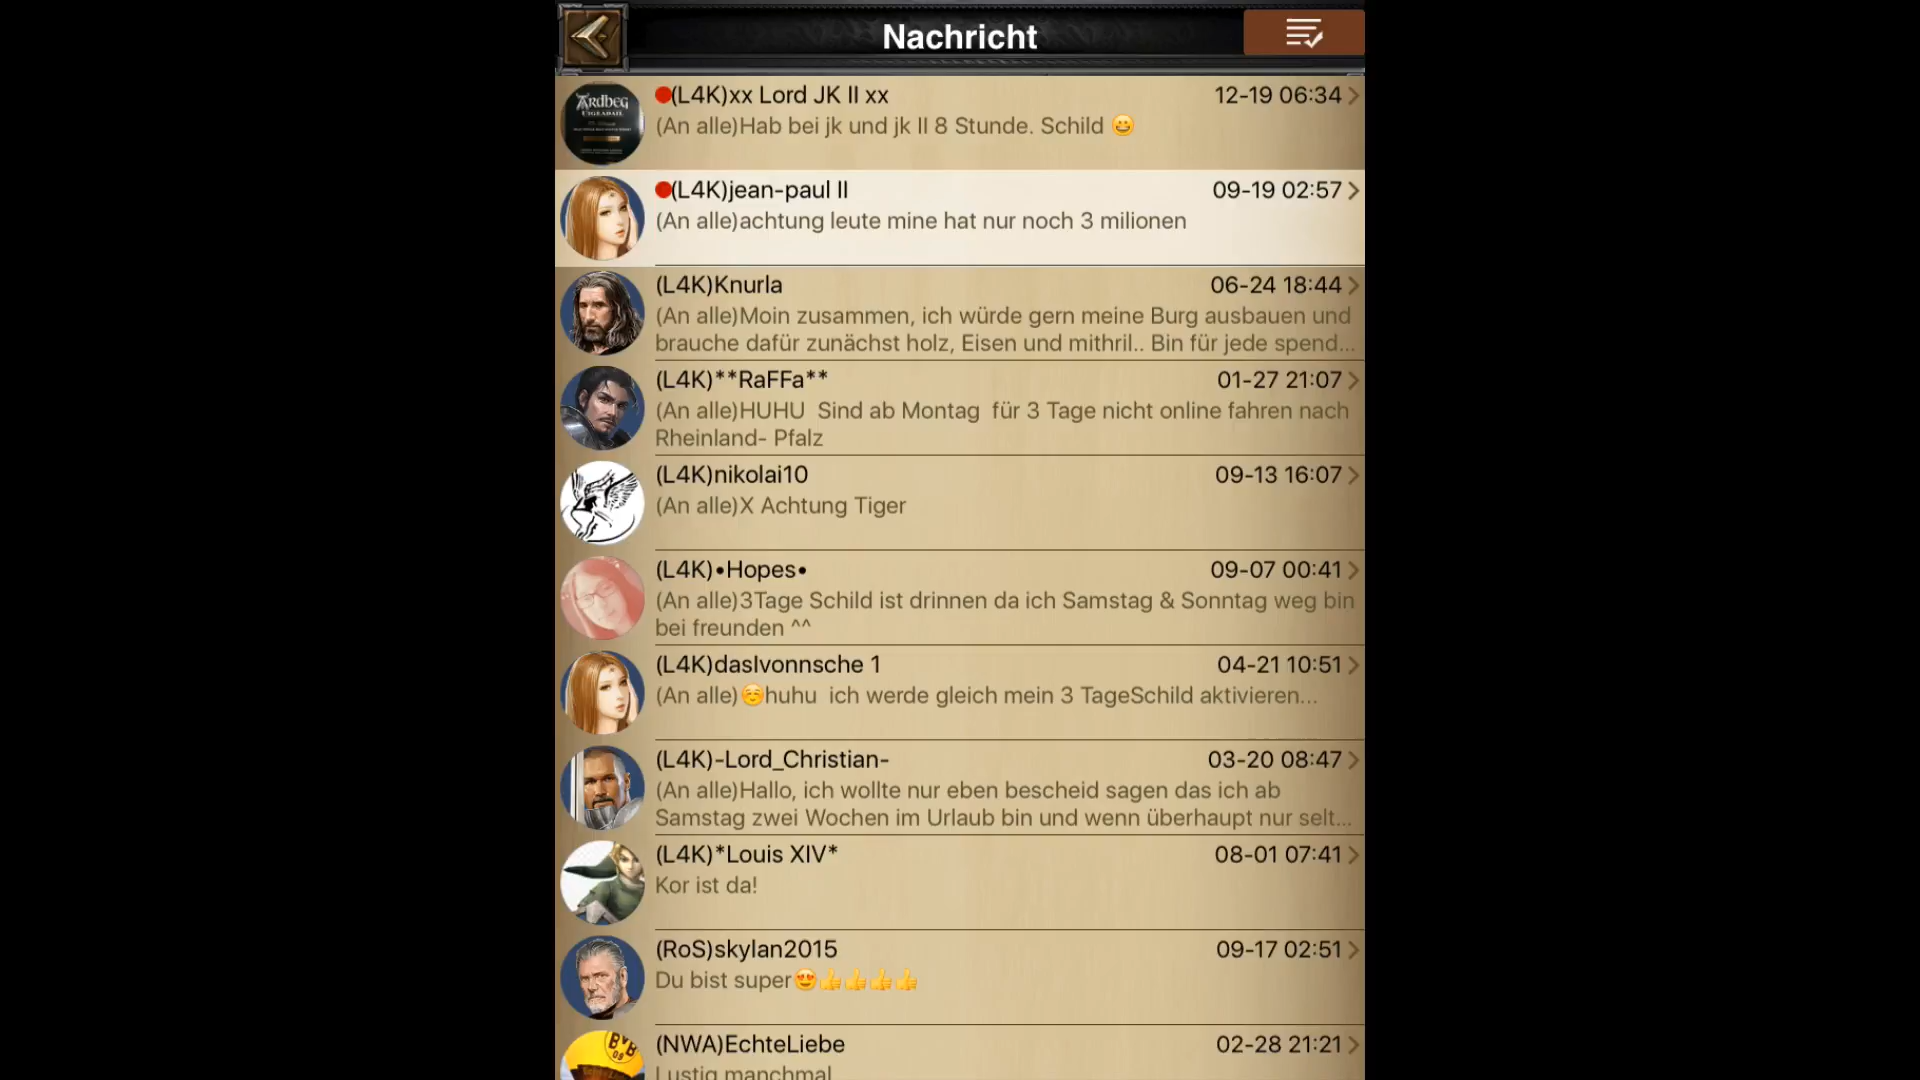 Nachricht
ARDBEG
UIGEADAIL
(L4K)xx Lord JK II xx
12-19 06:34
(An alle)Hab bei jk und jk II 8 Stunde. Schild 😀
(L4K)jean-paul II
09-19 02:57
(An alle)achtung leute mine hat nur noch 3 milionen
(L4K)Knurla
06-24 18:44
(An alle)Moin zusammen, ich würde gern meine Burg ausbauen und
brauche dafür zunächst holz, Eisen und mithril.. Bin für jede spend...
(L4K)**RaFFa**
01-27 21:07
(An alle)HUHU  Sind ab Montag  für 3 Tage nicht online fahren nach
Rheinland- Pfalz
(L4K)nikolai10
09-13 16:07
(An alle)X Achtung Tiger
(L4K)•Hopes•
09-07 00:41
(An alle)3Tage Schild ist drinnen da ich Samstag & Sonntag weg bin
bei freunden ^^
(L4K)dasIvonnsche 1
04-21 10:51
(An alle)☺️huhu  ich werde gleich mein 3 TageSchild aktivieren...
(L4K)-Lord_Christian-
03-20 08:47
(An alle)Hallo, ich wollte nur eben bescheid sagen das ich ab
Samstag zwei Wochen im Urlaub bin und wenn überhaupt nur selt...
(L4K)*Louis XIV*
08-01 07:41
Kor ist da!
(RoS)skylan2015
09-17 02:51
Du bist super😍👍👍👍👍
BVB
09
(NWA)EchteLiebe
02-28 21:21
Lustig manchmal